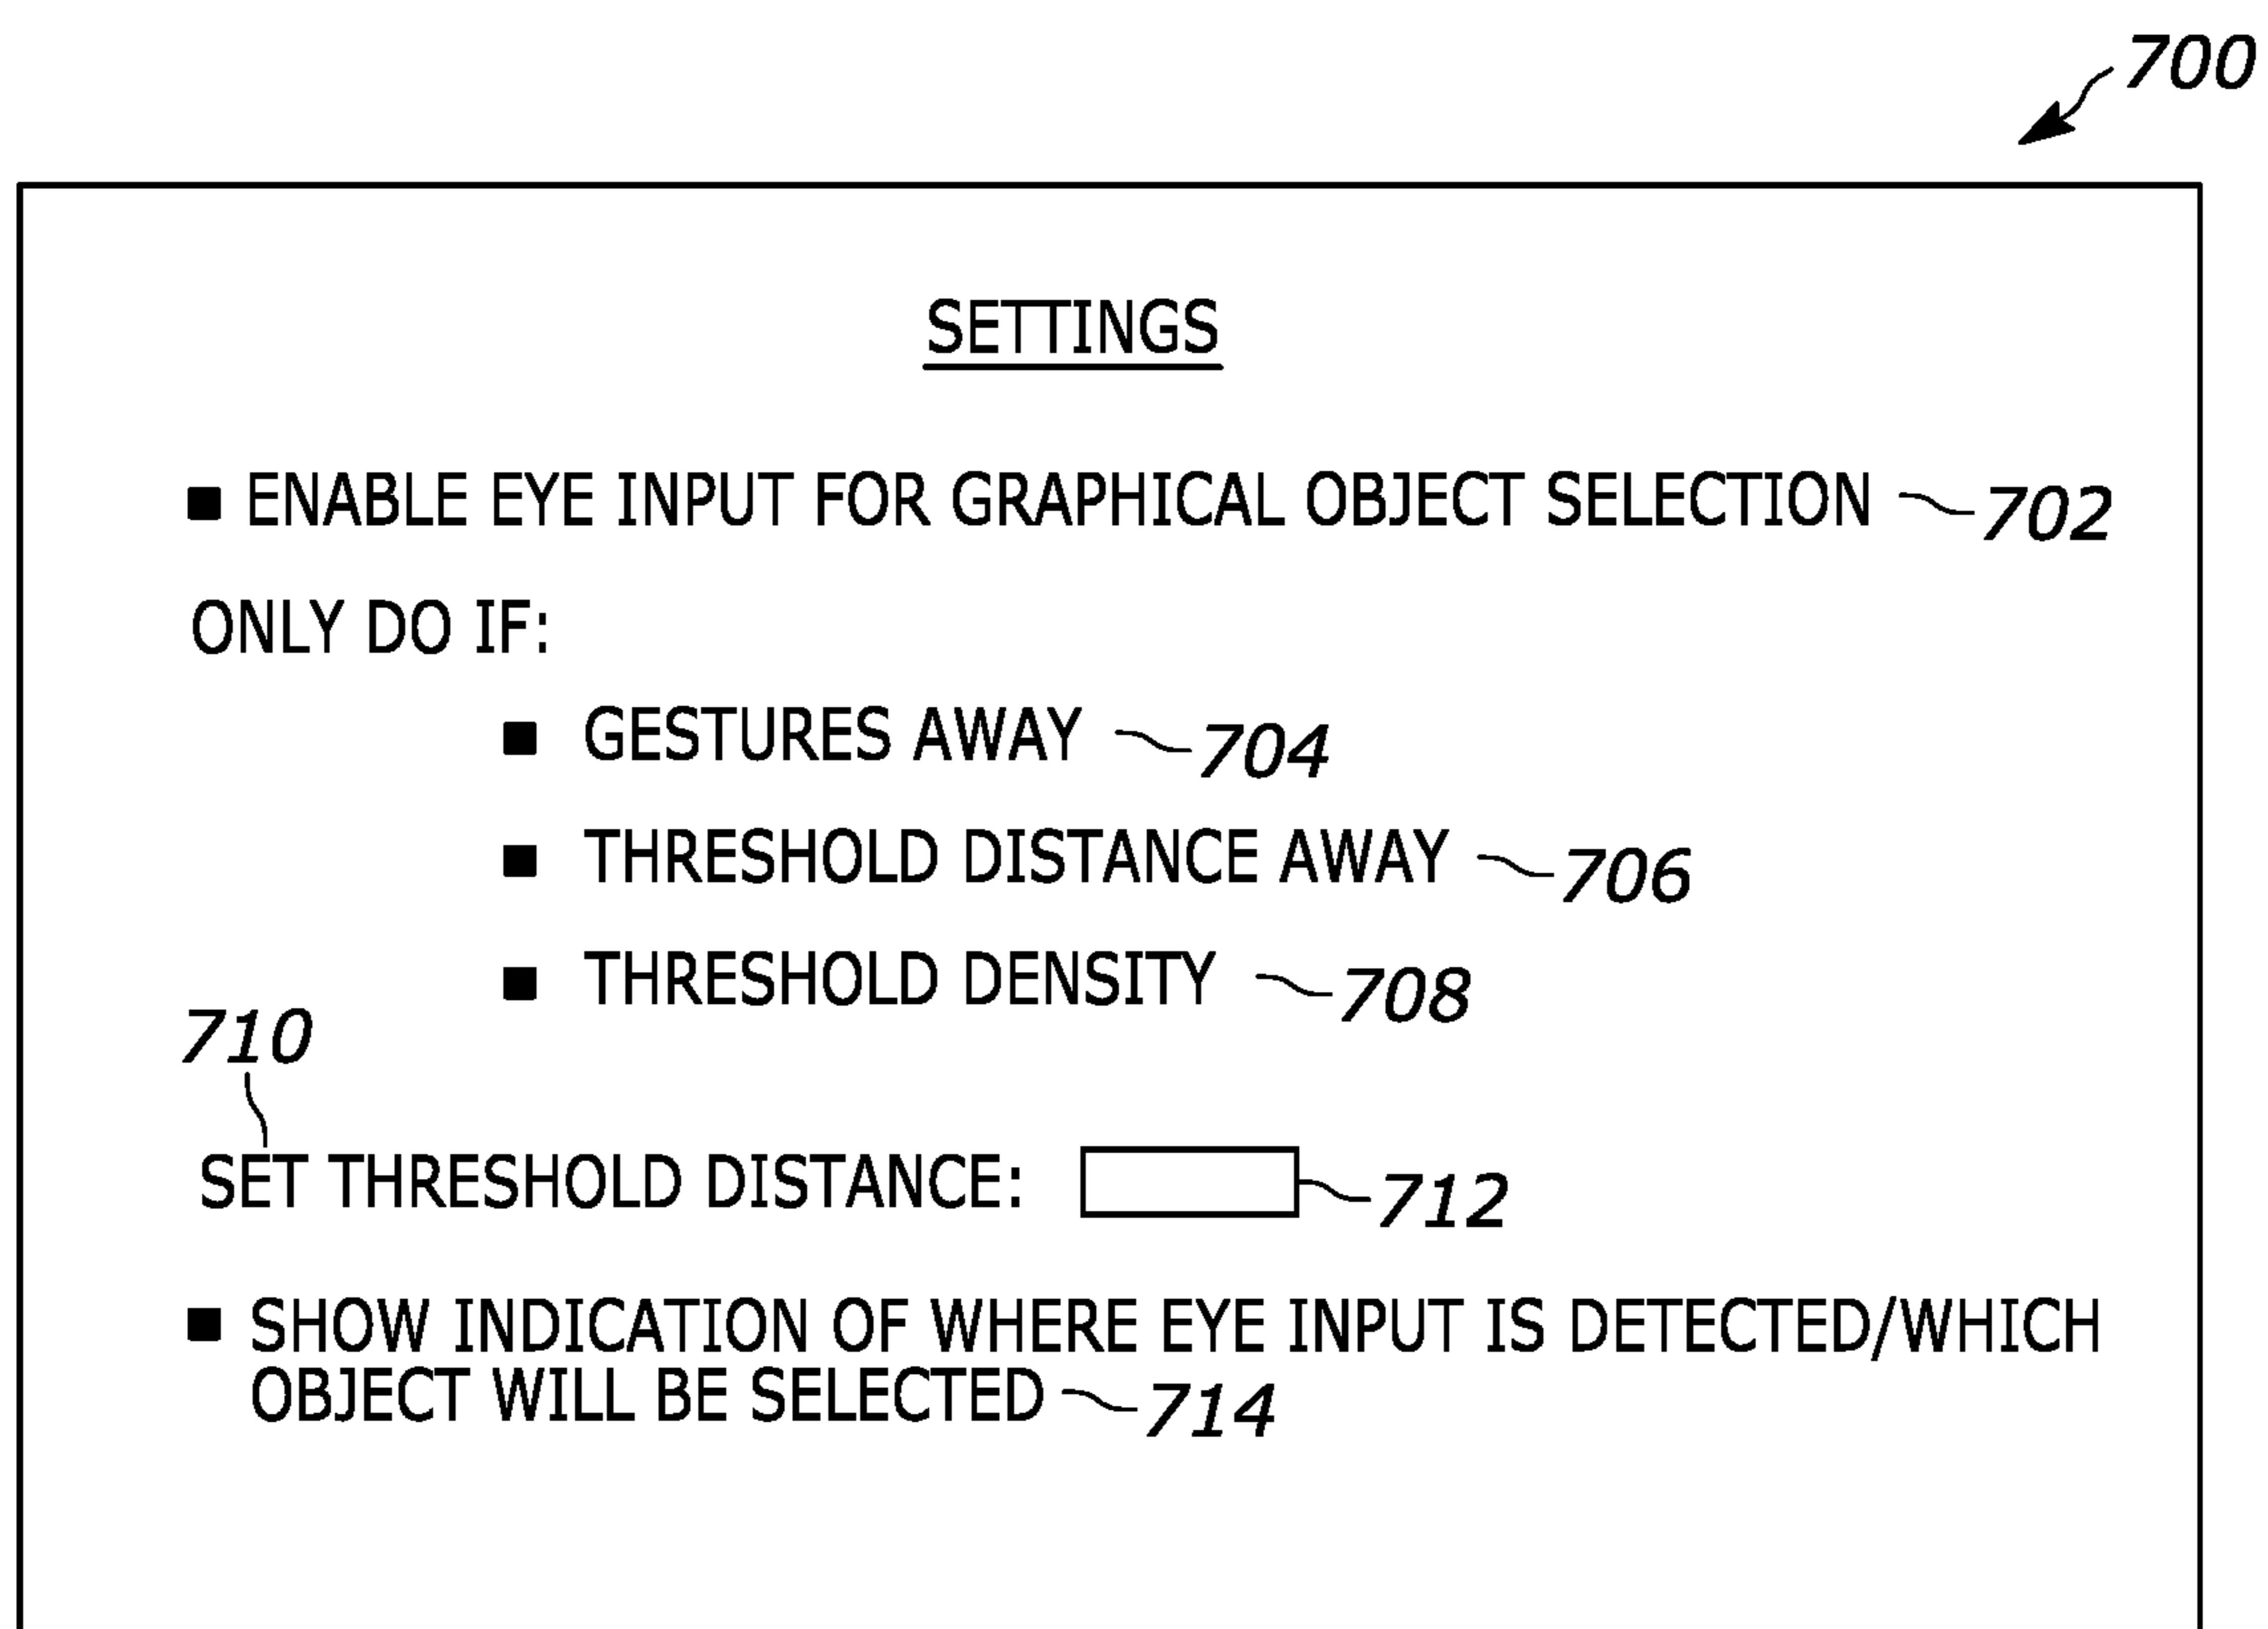 700
SETTINGS
ENABLE EYE INPUT FOR GRAPHICAL OBJECT SELECTION 702
ONLY DO IF:
GESTURES AWAY 704
THRESHOLD DISTANCE AWAY 706
THRESHOLD DENSITY 708
710
SET THRESHOLD DISTANCE: 712
SHOW INDICATION OF WHERE EYE INPUT IS DETECTED/WHICH
OBJECT WILL BE SELECTED 714